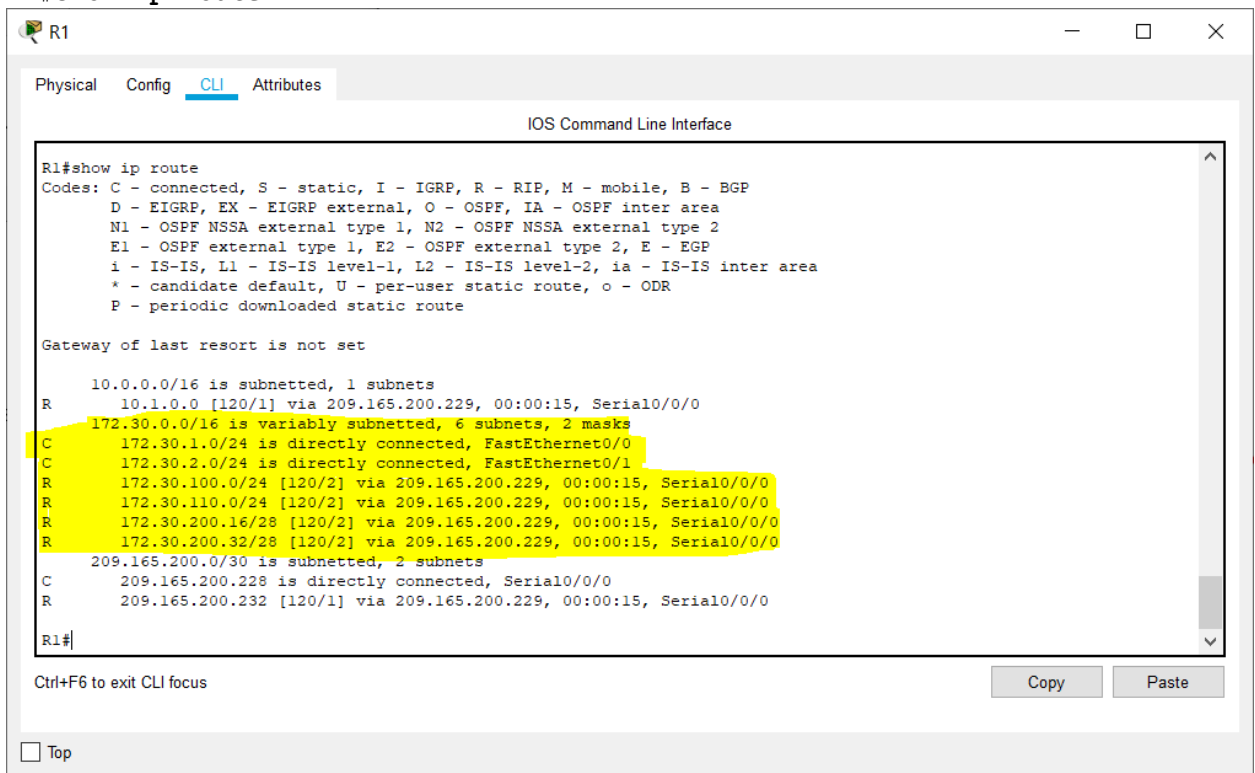 R1
Physical Config CLI Attributes
IOS Command Line Interface
R1#show ip route
Codes: C - connected, S - static, I - IGRP, R - RIP, M - mobile, B - BGP
       D - EIGRP, EX - EIGRP external, O - OSPF, IA - OSPF inter area
       N1 - OSPF NSSA external type 1, N2 - OSPF NSSA external type 2
       E1 - OSPF external type 1, E2 - OSPF external type 2, E - EGP
       i - IS-IS, L1 - IS-IS level-1, L2 - IS-IS level-2, ia - IS-IS inter area
       * - candidate default, U - per-user static route, o - ODR
       P - periodic downloaded static route
Gateway of last resort is not set
     10.0.0.0/16 is subnetted, 1 subnets
R       10.1.0.0 [120/1] via 209.165.200.229, 00:00:15, Serial0/0/0
     172.30.0.0/16 is variably subnetted, 6 subnets, 2 masks
C       172.30.1.0/24 is directly connected, FastEthernet0/0
C       172.30.2.0/24 is directly connected, FastEthernet0/1
R       172.30.100.0/24 [120/2] via 209.165.200.229, 00:00:15, Serial0/0/0
R       172.30.110.0/24 [120/2] via 209.165.200.229, 00:00:15, Serial0/0/0
R       172.30.200.16/28 [120/2] via 209.165.200.229, 00:00:15, Serial0/0/0
R       172.30.200.32/28 [120/2] via 209.165.200.229, 00:00:15, Serial0/0/0
     209.165.200.0/30 is subnetted, 2 subnets
C       209.165.200.228 is directly connected, Serial0/0/0
R       209.165.200.232 [120/1] via 209.165.200.229, 00:00:15, Serial0/0/0
R1#
Ctrl+F6 to exit CLI focus
Copy Paste
Top